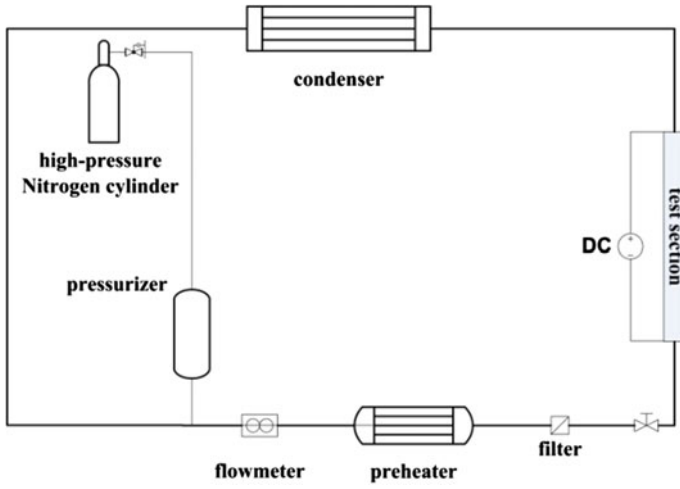 condenser
high-pressure
Nitrogen cylinder
test section
DC
pressurizer
flowmeter
preheater
filter